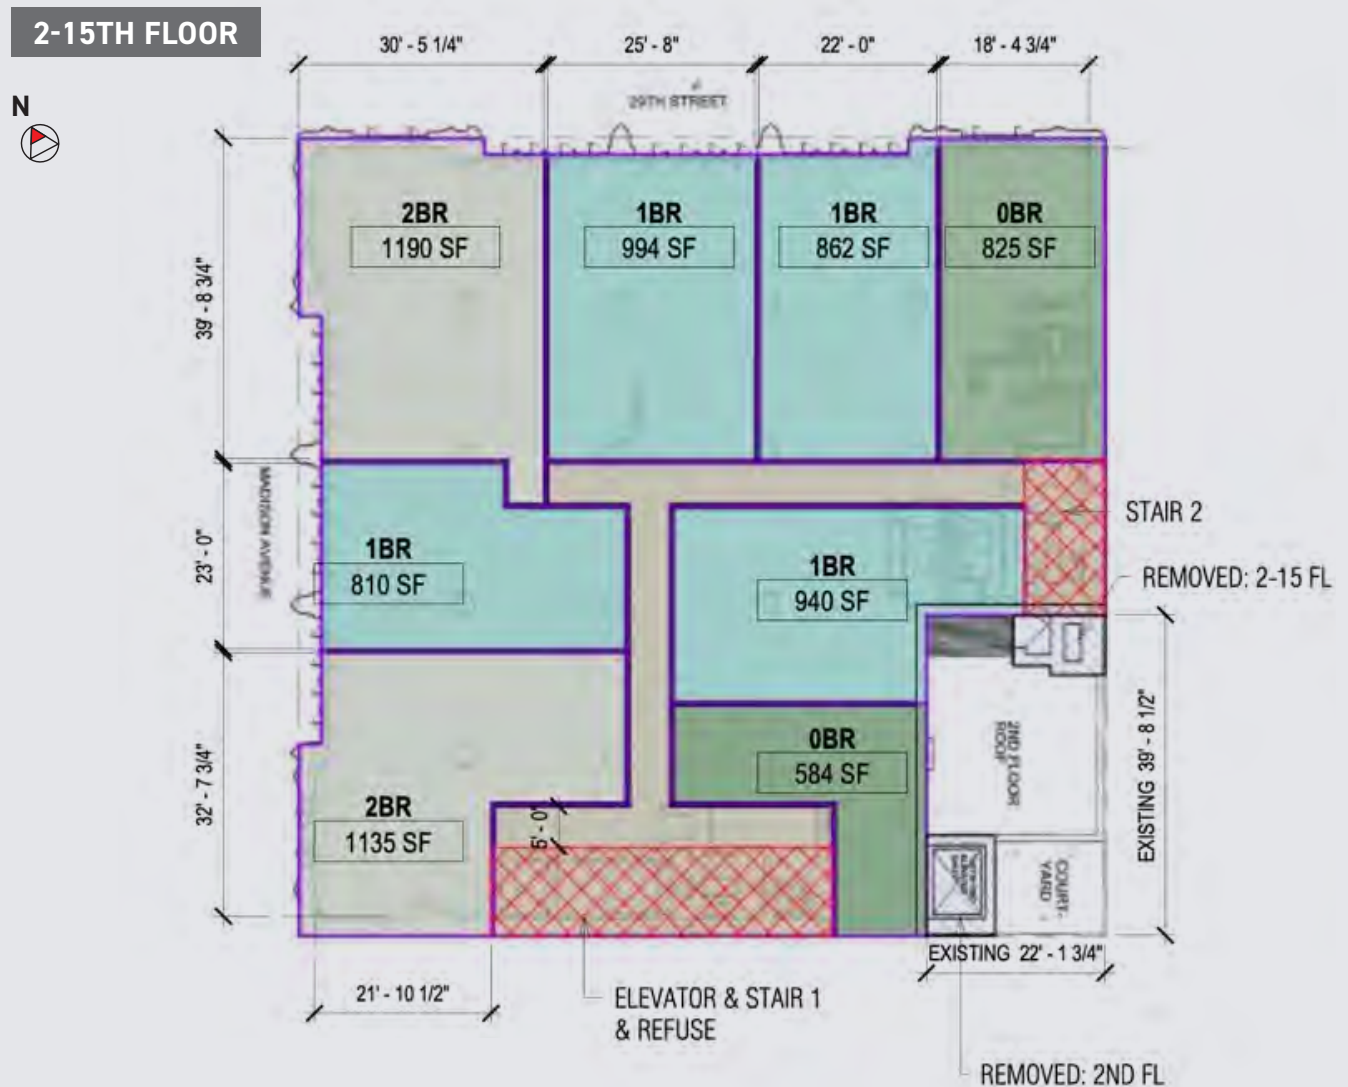 2-15TH FLOOR
30' - 5 1/4"
25' - 8"
22' - 0"
18' - 4 3/4"
N
29TH STREET
2BR
1190 SF
1BR
994 SF
1BR
862 SF
0BR
825 SF
39' - 8 3/4"
MADISON AVENUE
23' - 0"
1BR
810 SF
1BR
940 SF
STAIR 2
REMOVED: 2-15 FL
0BR
584 SF
2ND FLOOR
ROOF
EXISTING 39' - 8 1/2"
32' - 7 3/4"
2BR
1135 SF
5' - 0"
COURT-
YARD
EXISTING 22' - 1 3/4"
21' - 10 1/2"
ELEVATOR & STAIR 1
& REFUSE
REMOVED: 2ND FL